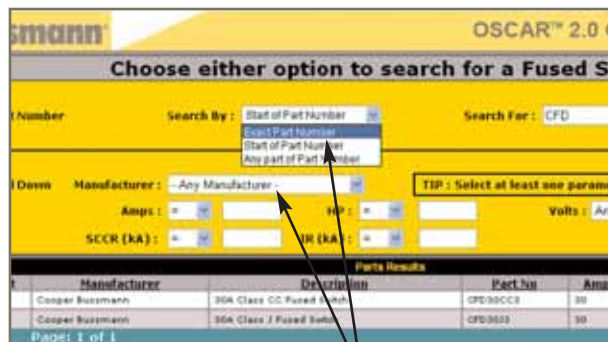 smann
OSCAR™ 2.0
Choose either option to search for a Fused S
Number Search By : Start of Part Number Search For : CFD
Exact Part Number
Start of Part Number
Any part of Part Number
Down Manufacturer : - Any Manufacturer - TIP : Select at least one param
Amps : = HP : = Volts : An
SCCR (kA) : = IR (kA) : =
Parts Results
Manufacturer Description Part No Amp
Cooper Bussmann 30A Class CC Fused Switch CFD30CC3 30
Cooper Bussmann 30A Class J Fused Switch CFD30J3 30
Page: 1 of 1